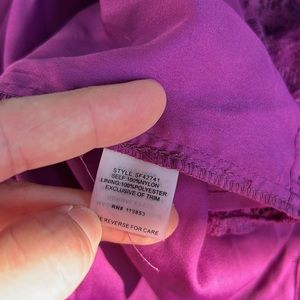 STYLE: SF42741
SELF:100%NYLON
LINING:100%POLYESTER
EXCLUSIVE OF TRIM
RN# 119853
REVERSE FOR CARE